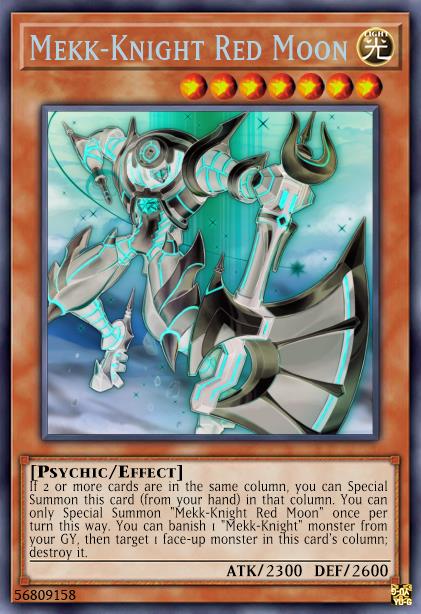 Mekk-Knight Red Moon
LIGHT
光
[Psychic/Effect]
If 2 or more cards are in the same column, you can Special
Summon this card (from your hand) in that column. You can
only Special Summon "Mekk-Knight Red Moon" once per
turn this way. You can banish 1 "Mekk-Knight" monster from
your GY, then target 1 face-up monster in this card's column;
destroy it.
ATK/2300 DEF/2600
56809158